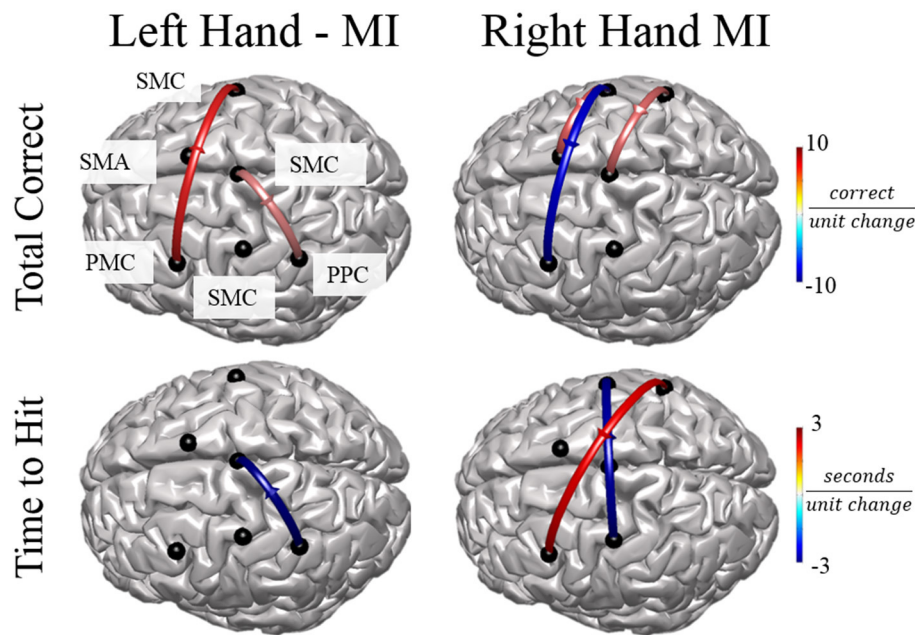 Left Hand - MI
Right Hand MI
Total Correct
SMC
SMA
SMC
PMC
SMC
PPC
10
correct
unit change
-10
Time to Hit
3
seconds
unit change
-3